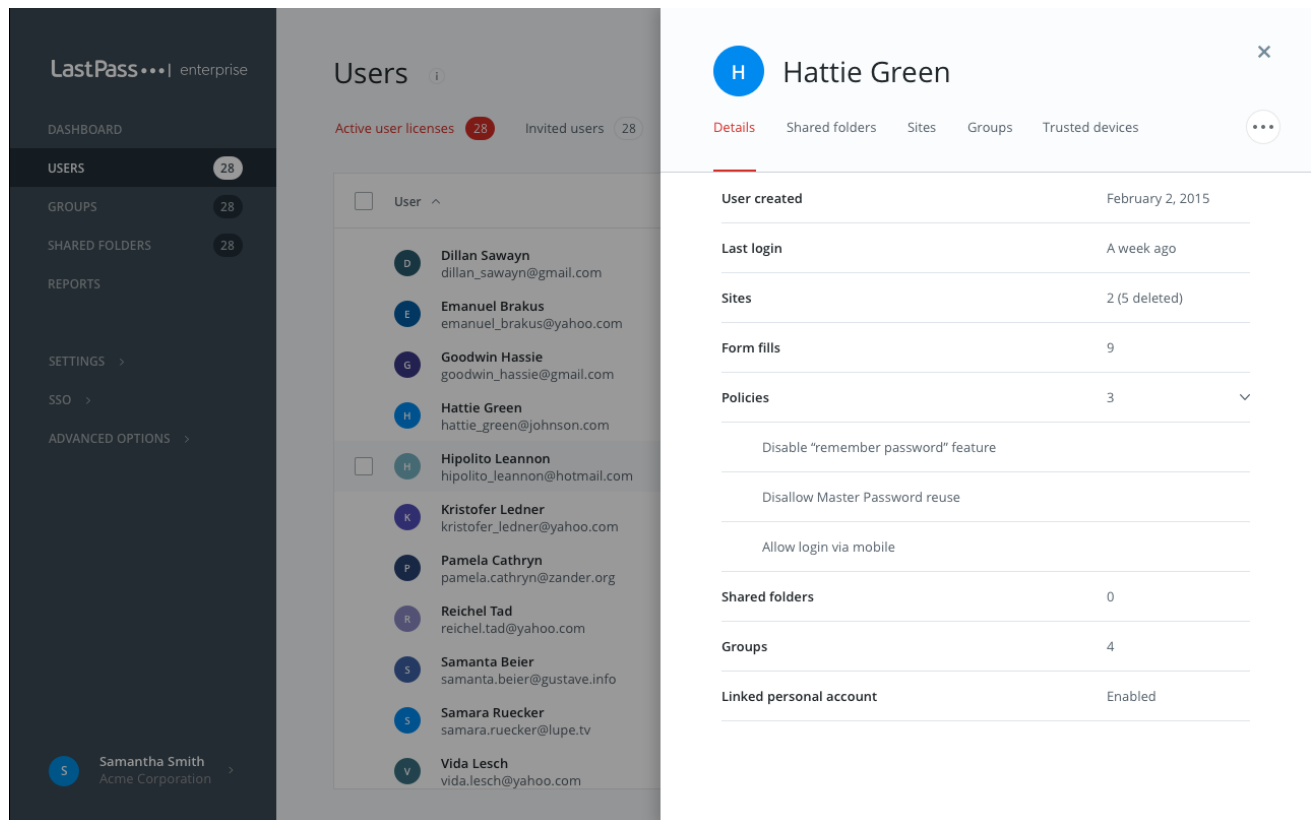 LastPass •••| enterprise
DASHBOARD
USERS 28
GROUPS 28
SHARED FOLDERS 28
REPORTS
SETTINGS
SSO
ADVANCED OPTIONS
S
Samantha Smith
Acme Corporation
Users i
Active user licenses 28 Invited users 28
User
D
Dillan Sawayn
dillan_sawayn@gmail.com
E
Emanuel Brakus
emanuel_brakus@yahoo.com
G
Goodwin Hassie
goodwin_hassie@gmail.com
H
Hattie Green
hattie_green@johnson.com
H
Hipolito Leannon
hipolito_leannon@hotmail.com
K
Kristofer Ledner
kristofer_ledner@yahoo.com
P
Pamela Cathryn
pamela.cathryn@zander.org
R
Reichel Tad
reichel.tad@yahoo.com
S
Samanta Beier
samanta.beier@gustave.info
S
Samara Ruecker
samara.ruecker@lupe.tv
V
Vida Lesch
vida.lesch@yahoo.com
H Hattie Green
Details Shared folders Sites Groups Trusted devices
User created February 2, 2015
Last login A week ago
Sites 2 (5 deleted)
Form fills 9
Policies 3
Disable “remember password” feature
Disallow Master Password reuse
Allow login via mobile
Shared folders 0
Groups 4
Linked personal account Enabled